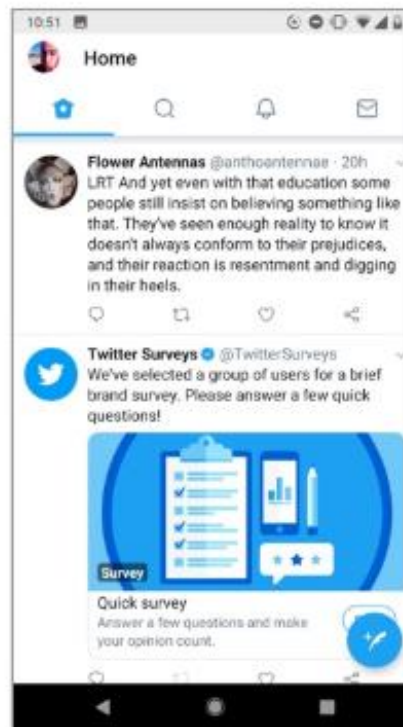 10:51
Home
Flower Antennas @anthoantennae · 20h
LRT And yet even with that education some
people still insist on believing something like
that. They've seen enough reality to know it
doesn't always conform to their prejudices,
and their reaction is resentment and digging
in their heels.
Twitter Surveys @TwitterSurveys
We've selected a group of users for a brief
brand survey. Please answer a few quick
questions!
Survey
Quick survey
Answer a few questions and make
your opinion count.